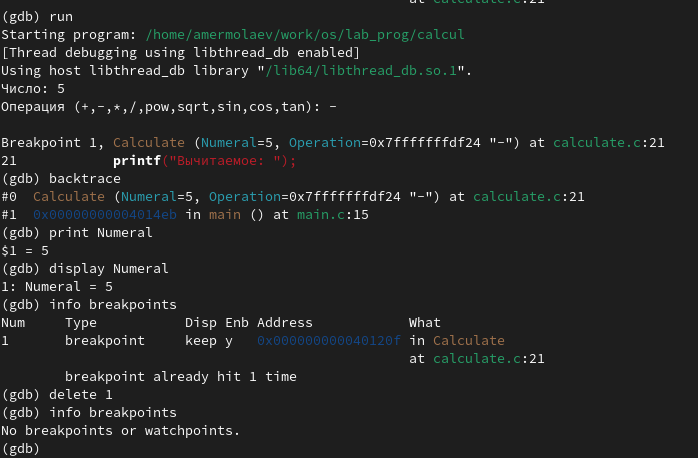 at calculate.c:21
(gdb) run
Starting program: /home/amermolaev/work/os/lab_prog/calcul
[Thread debugging using libthread_db enabled]
Using host libthread_db library "/lib64/libthread_db.so.1".
Число: 5
Операция (+,-,*,/,pow,sqrt,sin,cos,tan): -

Breakpoint 1, Calculate (Numeral=5, Operation=0x7fffffffdf24 "-") at calculate.c:21
21 printf("Вычитаемое: ");
(gdb) backtrace
#0 Calculate (Numeral=5, Operation=0x7fffffffdf24 "-") at calculate.c:21
#1 0x00000000004014eb in main () at main.c:15
(gdb) print Numeral
$1 = 5
(gdb) display Numeral
1: Numeral = 5
(gdb) info breakpoints
Num Type Disp Enb Address What
1 breakpoint keep y 0x000000000040120f in Calculate
at calculate.c:21
breakpoint already hit 1 time
(gdb) delete 1
(gdb) info breakpoints
No breakpoints or watchpoints.
(gdb)